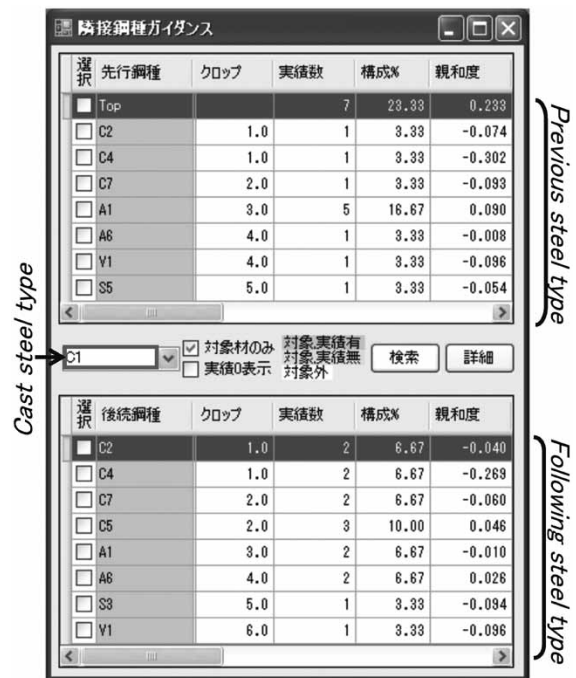 隣接鋼種ガイダンス
選択 先行鋼種 クロップ 実績数 構成% 親和度
Top 7 23.33 0.233
C2 1.0 1 3.33 -0.074
C4 1.0 1 3.33 -0.302
C7 2.0 1 3.33 -0.093
A1 3.0 5 16.67 0.090
A6 4.0 1 3.33 -0.008
V1 4.0 1 3.33 -0.096
S5 5.0 1 3.33 -0.054
Previous steel type
Cast steel type
C1
対象材のみ
実績0表示
対象,実績有
対象,実績無
対象外
検索
詳細
選択 後続鋼種 クロップ 実績数 構成% 親和度
C2 1.0 2 6.67 -0.040
C4 1.0 2 6.67 -0.269
C7 2.0 2 6.67 -0.060
C5 2.0 3 10.00 0.046
A1 3.0 2 6.67 -0.010
A6 4.0 2 6.67 0.026
S3 5.0 1 3.33 -0.094
V1 6.0 1 3.33 -0.096
Following steel type